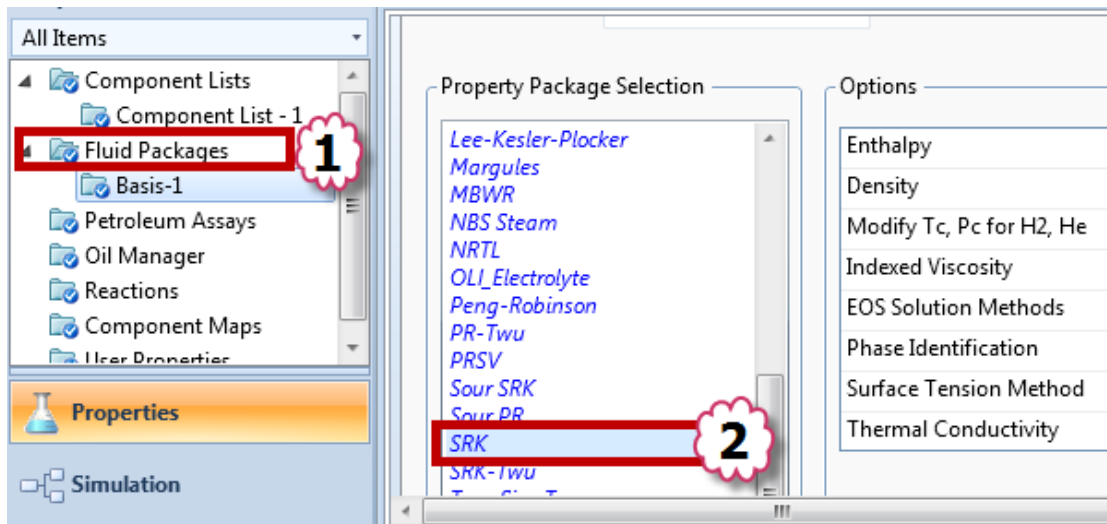 All Items
Component Lists
Component List - 1
Fluid Packages
1
Basis-1
Petroleum Assays
Oil Manager
Reactions
Component Maps
User Properties
Properties
Simulation
Property Package Selection
Lee-Kesler-Plocker
Margules
MBWR
NBS Steam
NRTL
OLI_Electrolyte
Peng-Robinson
PR-Twu
PRSV
Sour SRK
Sour PR
SRK
2
SRK-Twu
Options
Enthalpy
Density
Modify Tc, Pc for H2, He
Indexed Viscosity
EOS Solution Methods
Phase Identification
Surface Tension Method
Thermal Conductivity